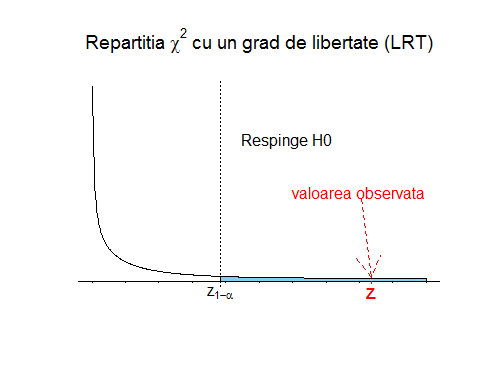 Repartitia χ² cu un grad de libertate (LRT)
Respinge H0
valoarea observata
z₁₋α
z